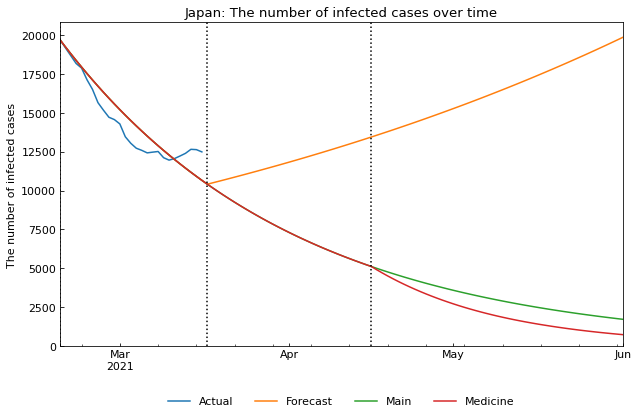 Japan: The number of infected cases over time
The number of infected cases
20000
17500
15000
12500
10000
7500
5000
2500
0
Mar
2021
Apr
May
Jun
Actual
Forecast
Main
Medicine